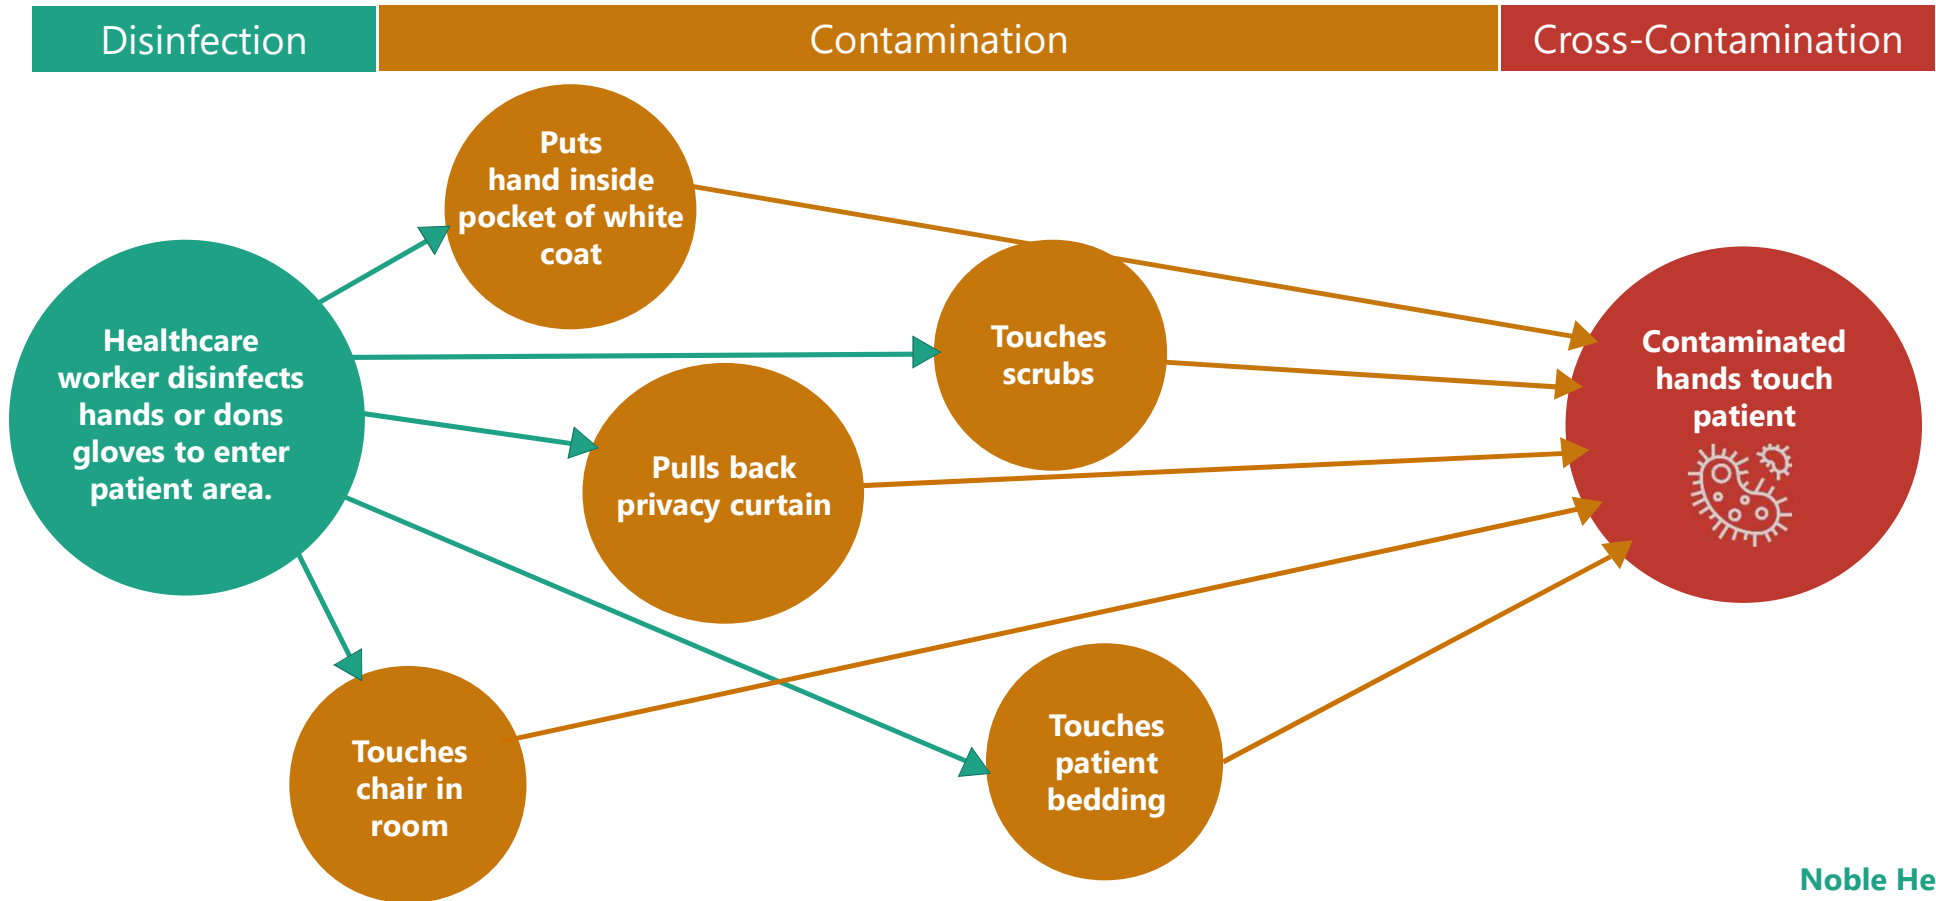 Disinfection
Contamination
Cross-Contamination
Puts
hand inside
pocket of white
coat
Healthcare
worker disinfects
hands or dons
gloves to enter
patient area.
Touches
scrubs
Contaminated
hands touch
patient
Pulls back
privacy curtain
Touches
chair in
room
Touches
patient
bedding
Noble He